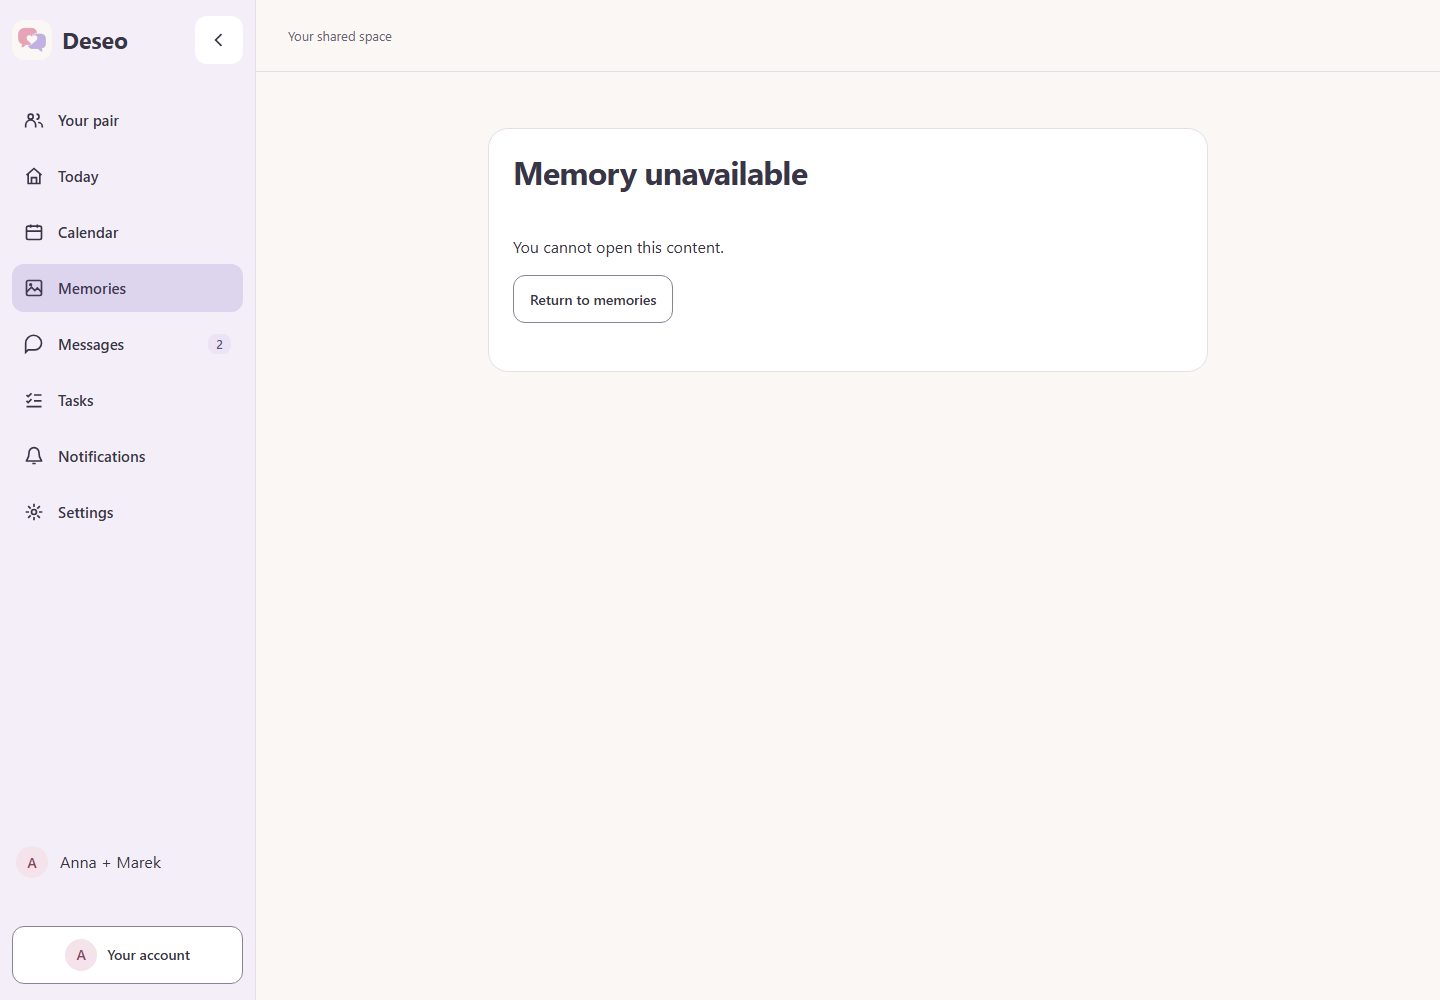 Deseo
Your pair
Today
Calendar
Memories
Messages 2
Tasks
Notifications
Settings
A Anna + Marek
A Your account
Your shared space
Memory unavailable
You cannot open this content.
Return to memories